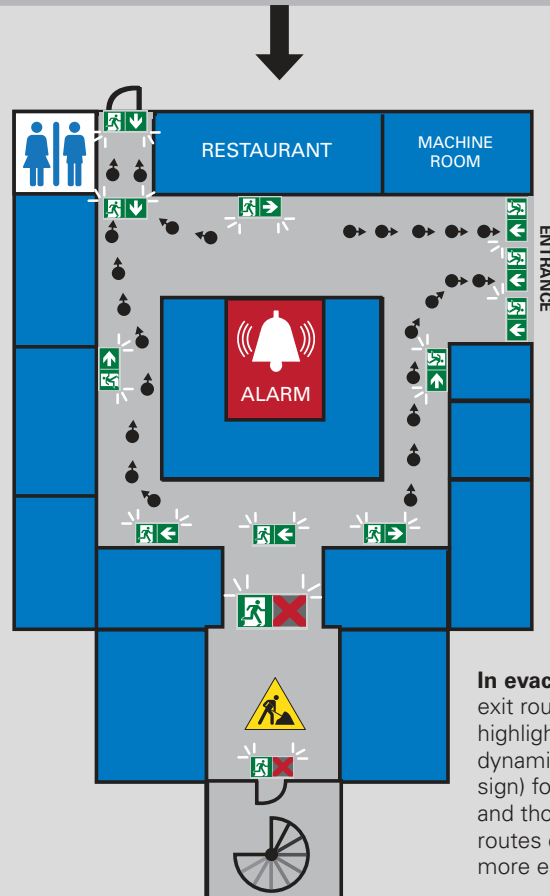 RESTAURANT
MACHINE
ROOM
ENTRANCE
ALARM
In evac
exit rou
highligh
dynami
sign) fo
and tho
routes
more e